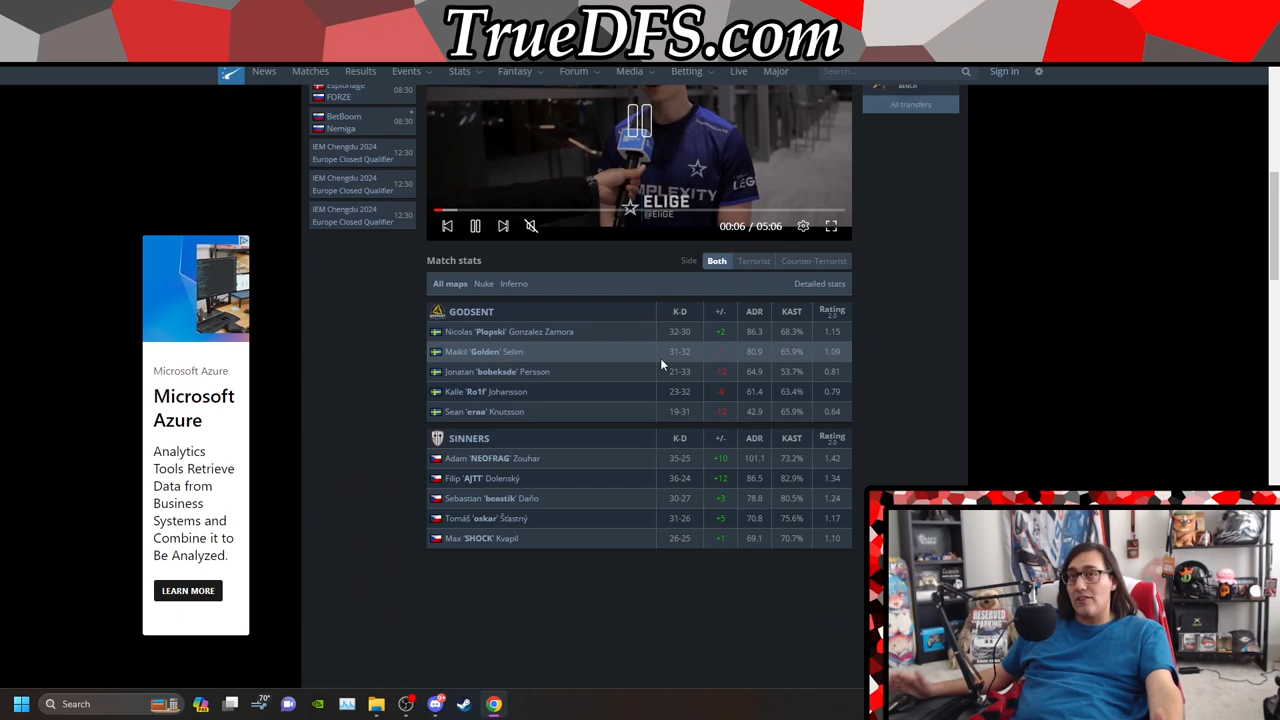 TrueDFS.com
News Matches Results Events Stats Fantasy Forum Media Betting Live Major Search... Sign in
Espionage
FORZE
08:30
BetBoom
Nemiga
08:30
IEM Chengdu 2024
Europe Closed Qualifier
12:30
IEM Chengdu 2024
Europe Closed Qualifier
12:30
IEM Chengdu 2024
Europe Closed Qualifier
12:30
BENCH
All transfers
MPLEXITY
LEG
ELIGE
@EliGE
00:06 / 05:06
Match stats Side Both Terrorist Counter-Terrorist
All maps Nuke Inferno Detailed stats
GODSENT K-D +/- ADR KAST Rating 2.0
Nicolas 'Plopski' Gonzalez Zamora 32-30 +2 86.3 68.3% 1.15
Maikil 'Golden' Selim 31-32 80.9 65.9% 1.09
Jonatan 'bobeksde' Persson 21-33 -12 64.9 53.7% 0.81
Kalle 'Ro1f' Johansson 23-32 -9 61.4 63.4% 0.79
Sean 'eraa' Knutsson 19-31 -12 42.9 65.9% 0.64
SINNERS K-D +/- ADR KAST Rating 2.0
Adam 'NEOFRAG' Zouhar 35-25 +10 101.1 73.2% 1.42
Filip 'AJTT' Dolenský 36-24 +12 86.5 82.9% 1.34
Sebastian 'beastik' Daňo 30-27 +3 78.8 80.5% 1.24
Tomáš 'oskar' Šťastný 31-26 +5 70.8 75.6% 1.17
Max 'SHOCK' Kvapil 26-25 +1 69.1 70.7% 1.10
Microsoft
Azure
Microsoft
Azure
Analytics
Tools Retrieve
Data from
Business
Systems and
Combine it to
Be Analyzed.
LEARN MORE
RESERVED
PARKING
Search
70°